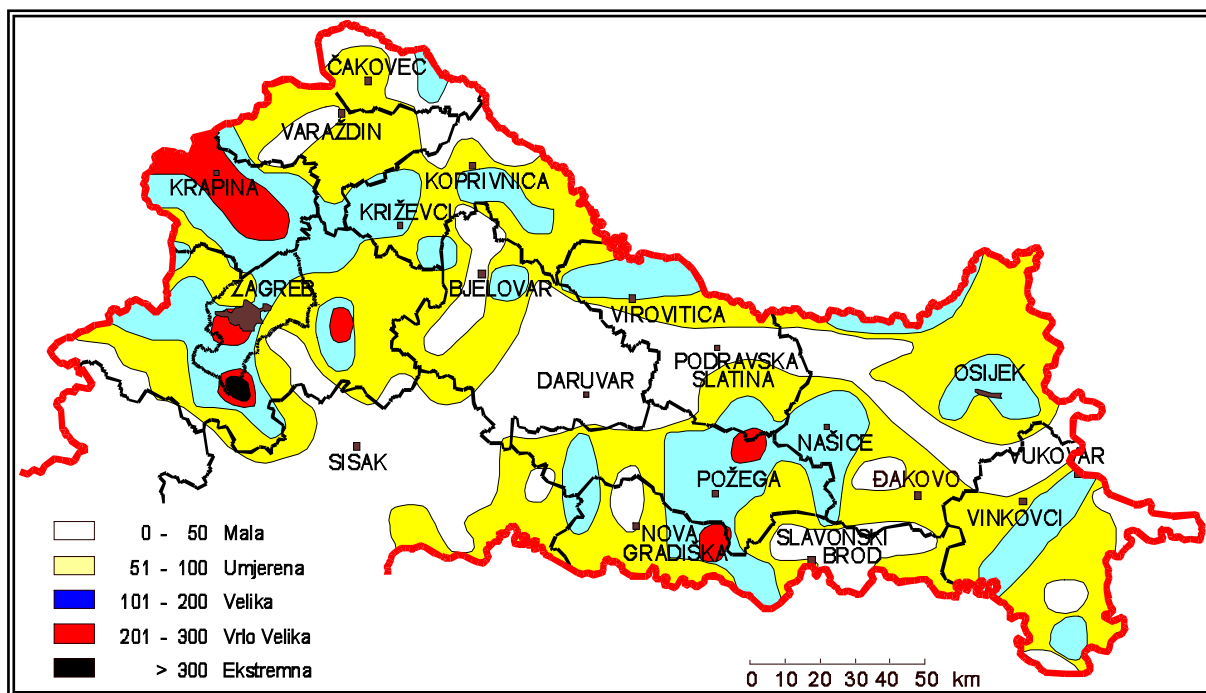 ČAKOVEC
VARAŽDIN
KRAPINA
KOPRIVNICA
KRIŽEVCI
ZAGREB
BJELOVAR
VIROVITICA
PODRAVSKA
SLATINA
DARUVAR
OSIJEK
NAŠICE
SISAK
POŽEGA
ĐAKOVO
VUKOVAR
VINKOVCI
NOVA
GRADIŠKA
SLAVONSKI
BROD
0 - 50 Mala
51 - 100 Umjerena
101 - 200 Velika
201 - 300 Vrlo Velika
> 300 Ekstremna
0 10 20 30 40 50 km